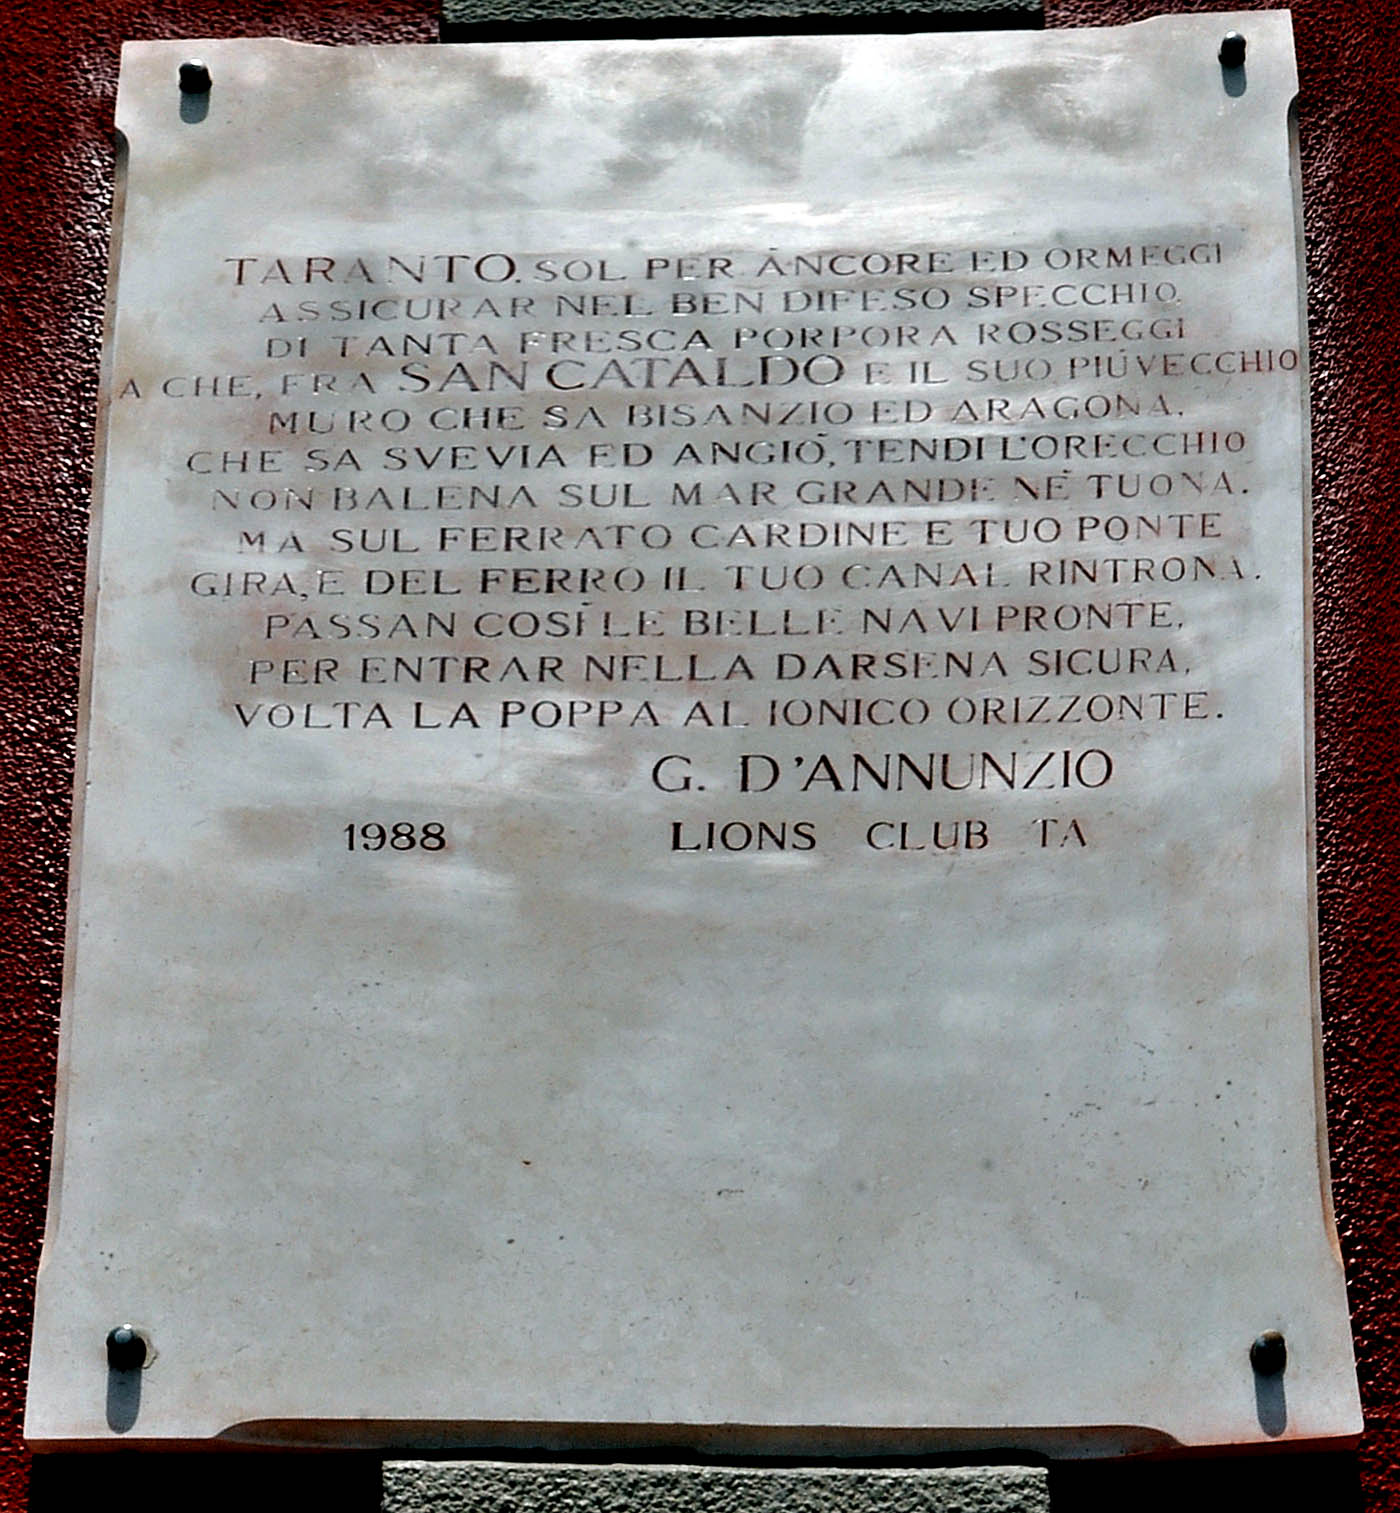 TARANTO. SOL PER ÀNCORE ED ORMEGGI
ASSICURAR NEL BEN DIFESO SPECCHIO.
DI TANTA FRESCA PORPORA ROSSEGGI
A CHE, FRA SAN CATALDO E IL SUO PIÙ VECCHIO
MURO CHE SA BISANZIO ED ARAGONA,
CHE SA SVEVIA ED ANGIÒ, TENDI L'ORECCHIO
NON BALENA SUL MAR GRANDE NÈ TUONA.
MA SUL FERRATO CARDINE E TUO PONTE
GIRA, E DEL FERRO IL TUO CANAL RINTRONA.
PASSAN COSÌ LE BELLE NAVI PRONTE,
PER ENTRAR NELLA DARSENA SICURA,
VOLTA LA POPPA AL IONICO ORIZZONTE.
G. D'ANNUNZIO
1988 LIONS CLUB TA